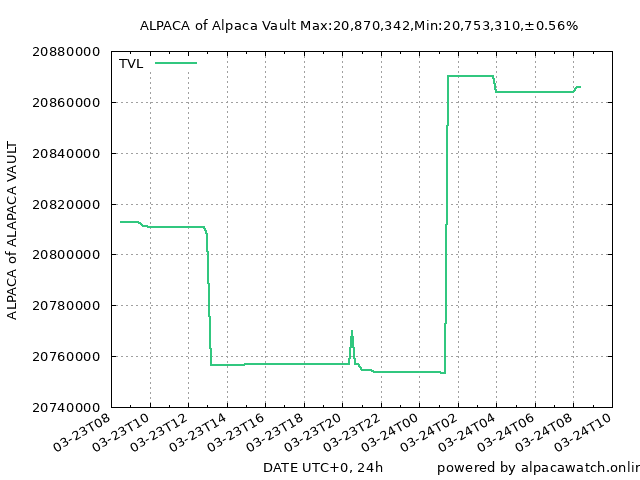 ALPACA of Alpaca Vault Max:20,870,342,Min:20,753,310,±0.56%
TVL
20880000
20860000
20840000
20820000
20800000
20780000
20760000
20740000
ALPACA of ALAPACA VAULT
03-23T08
03-23T10
03-23T12
03-23T14
03-23T16
03-23T18
03-23T20
03-23T22
03-24T00
03-24T02
03-24T04
03-24T06
03-24T08
03-24T10
DATE UTC+0, 24h
powered by alpacawatch.onlin